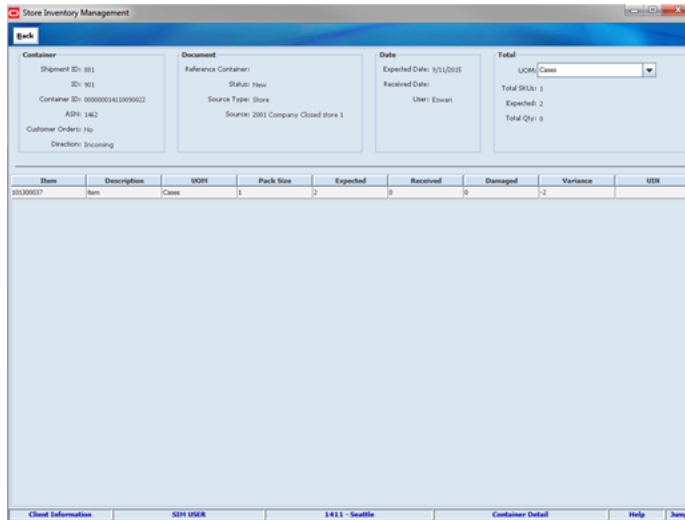 Store Inventory Management
Back
Container
Shipment ID: 881
ID: 901
Container ID: 00000001411009022
ASN: 1462
Customer Orders: No
Direction: Incoming
Document
Reference Container:
Status: New
Source Type: Store
Source: 2001 Company Closed store 1
Date
Expected Date: 9/11/2015
Received Date:
User: Eswari
Total
UOM: Cases
Total SKUs: 1
Expected: 2
Total Qty: 0
Item Description UOM Pack Size Expected Received Damaged Variance UIN
101300037 item Cases 1 2 0 0 -2
Client Information SIM USER 1411 - Seattle Container Detail Help Jump